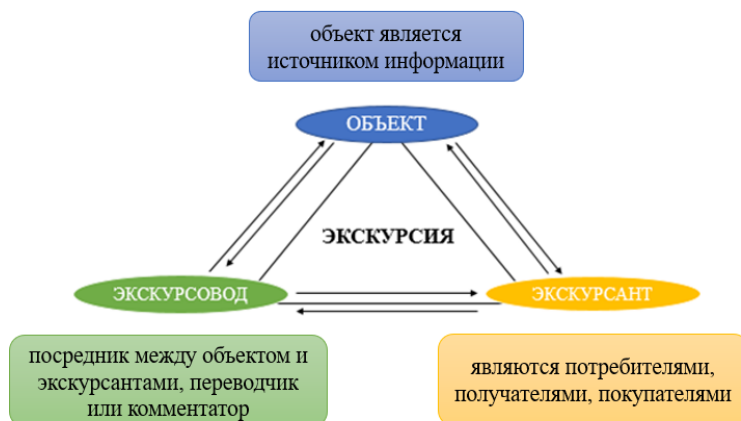 объект является
источником информации
ОБЪЕКТ
ЭКСКУРСИЯ
ЭКСКУРСОВОД
ЭКСКУРСАНТ
посредник между объектом и
экскурсантами, переводчик
или комментатор
являются потребителями,
получателями, покупателями